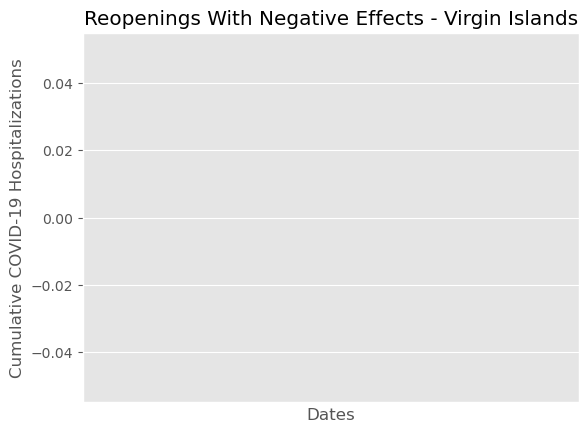 Reopenings With Negative Effects - Virgin Islands
Cumulative COVID-19 Hospitalizations
0.04
0.02
0.00
−0.02
−0.04
Dates